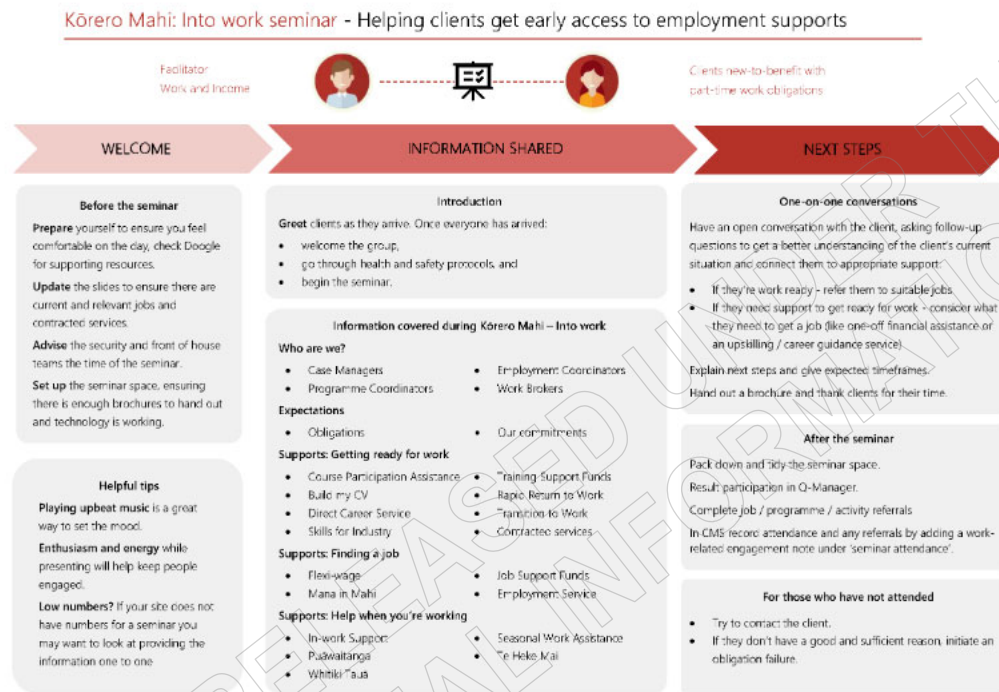 Kōrero Mahi: Into work seminar - Helping clients get early access to employment supports
Facilitator
Work and Income
Clients new-to-benefit with
part-time work obligations
WELCOME
INFORMATION SHARED
NEXT STEPS
Before the seminar
Prepare yourself to ensure you feel
comfortable on the day, check Doogle
for supporting resources.
Update the slides to ensure there are
current and relevant jobs and
contracted services.
Advise the security and front of house
teams the time of the seminar.
Set up the seminar space, ensuring
there is enough brochures to hand out
and technology is working.
Helpful tips
Playing upbeat music is a great
way to set the mood.
Enthusiasm and energy while
presenting will help keep people
engaged.
Low numbers? If your site does not
have numbers for a seminar you
may want to look at providing the
information one to one
Introduction
Greet clients as they arrive. Once everyone has arrived:
• welcome the group,
• go through health and safety protocols, and
• begin the seminar.
Information covered during Kōrero Mahi – Into work
Who are we?
• Case Managers
• Programme Coordinators
• Employment Coordinators
• Work Brokers
Expectations
• Obligations
• Our commitments
Supports: Getting ready for work
• Course Participation Assistance
• Build my CV
• Direct Career Service
• Skills for Industry
• Training Support Funds
• Rapid Return to Work
• Transition to Work
• Contracted services
Supports: Finding a job
• Flexi-wage
• Mana in Mahi
• Job Support Funds
• Employment Service
Supports: Help when you're working
• In-work Support
• Puāwaitanga
• Whītiki Tauā
• Seasonal Work Assistance
• Te Heke Mai
One-on-one conversations
Have an open conversation with the client, asking follow-up
questions to get a better understanding of the client's current
situation and connect them to appropriate support:
• If they're work ready - refer them to suitable jobs
• If they need support to get ready for work - consider what
they need to get a job (like one-off financial assistance or
an upskilling / career guidance service)
Explain next steps and give expected timeframes.
Hand out a brochure and thank clients for their time.
After the seminar
Pack down and tidy the seminar space.
Result participation in Q-Manager.
Complete job / programme / activity referrals
In CMS record attendance and any referrals by adding a work-
related engagement note under 'seminar attendance'.
For those who have not attended
• Try to contact the client.
• If they don't have a good and sufficient reason, initiate an
obligation failure.
RELEASED UNDER TH
AL INFORMATIO